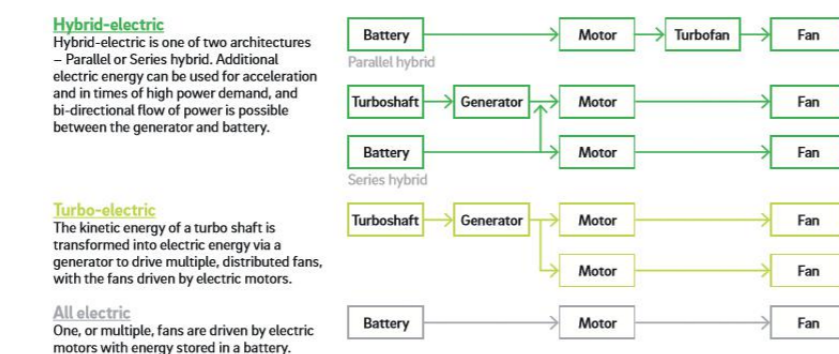 Hybrid-electric
Hybrid-electric is one of two architectures
– Parallel or Series hybrid. Additional
electric energy can be used for acceleration
and in times of high power demand, and
bi-directional flow of power is possible
between the generator and battery.
Battery Motor Turbofan Fan
Parallel hybrid
Turboshaft Generator Motor Fan
Battery Motor Fan
Series hybrid
Turbo-electric
The kinetic energy of a turbo shaft is
transformed into electric energy via a
generator to drive multiple, distributed fans,
with the fans driven by electric motors.
Turboshaft Generator Motor Fan
Motor Fan
All electric
One, or multiple, fans are driven by electric
motors with energy stored in a battery.
Battery Motor Fan